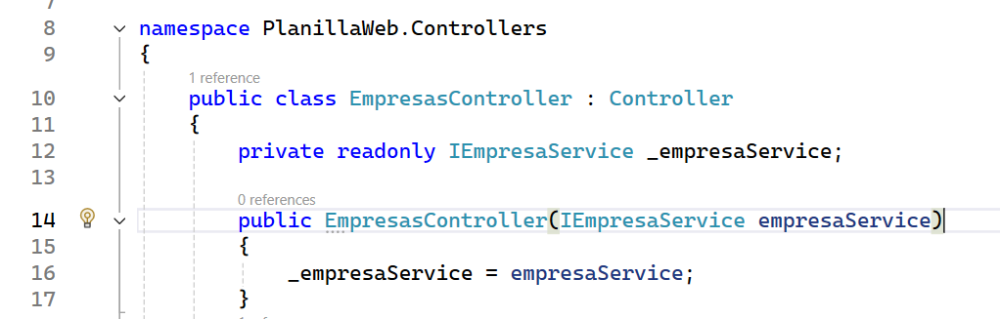 7
8 namespace PlanillaWeb.Controllers
9 {
1 reference
10 public class EmpresasController : Controller
11 {
12 private readonly IEmpresaService _empresaService;
13
0 references
14 public EmpresasController(IEmpresaService empresaService)
15 {
16 _empresaService = empresaService;
17 }